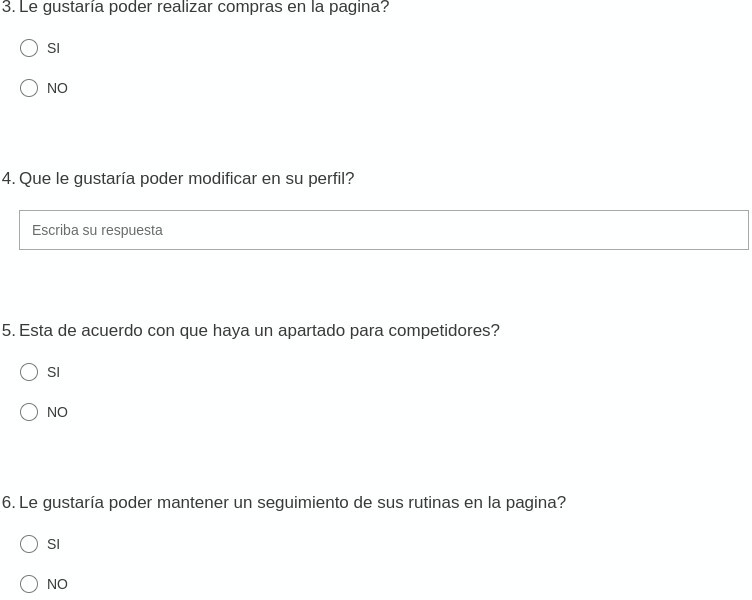 3. Le gustaría poder realizar compras en la pagina?
SI
NO
4. Que le gustaría poder modificar en su perfil?
Escriba su respuesta
5. Esta de acuerdo con que haya un apartado para competidores?
SI
NO
6. Le gustaría poder mantener un seguimiento de sus rutinas en la pagina?
SI
NO